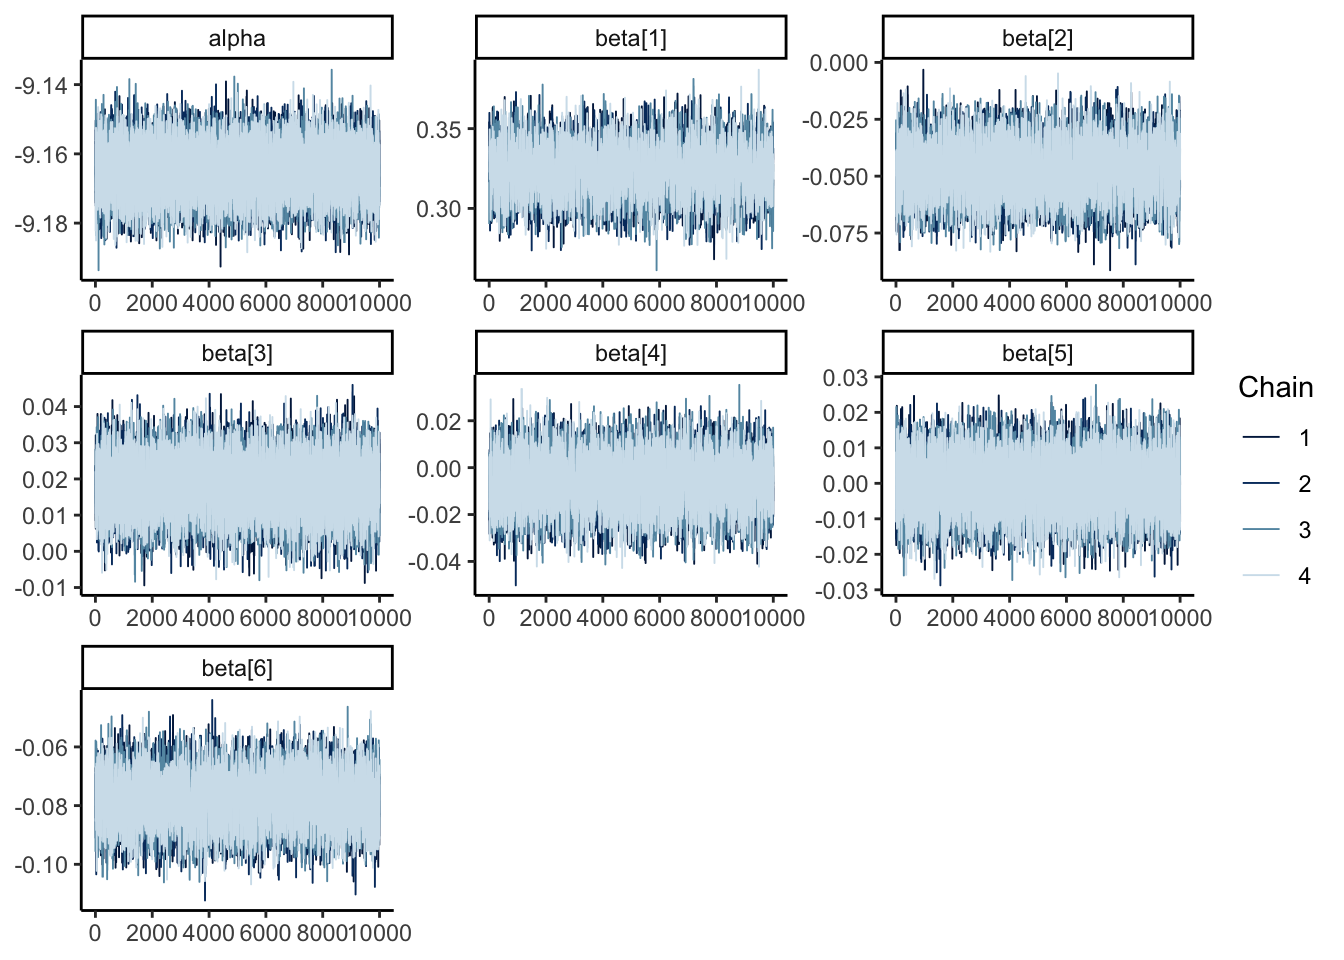 alpha
beta[1]
beta[2]
-9.14
-9.16
-9.18
0.35
0.30
0.000
-0.025
-0.050
-0.075
0 2000 4000 6000 8000 10000
0 2000 4000 6000 8000 10000
0 2000 4000 6000 8000 10000
beta[3]
beta[4]
beta[5]
0.04
0.03
0.02
0.01
0.00
-0.01
0.02
0.00
-0.02
-0.04
0.03
0.02
0.01
0.00
-0.01
-0.02
-0.03
0 2000 4000 6000 8000 10000
0 2000 4000 6000 8000 10000
0 2000 4000 6000 8000 10000
beta[6]
-0.06
-0.08
-0.10
0 2000 4000 6000 8000 10000
Chain
1
2
3
4